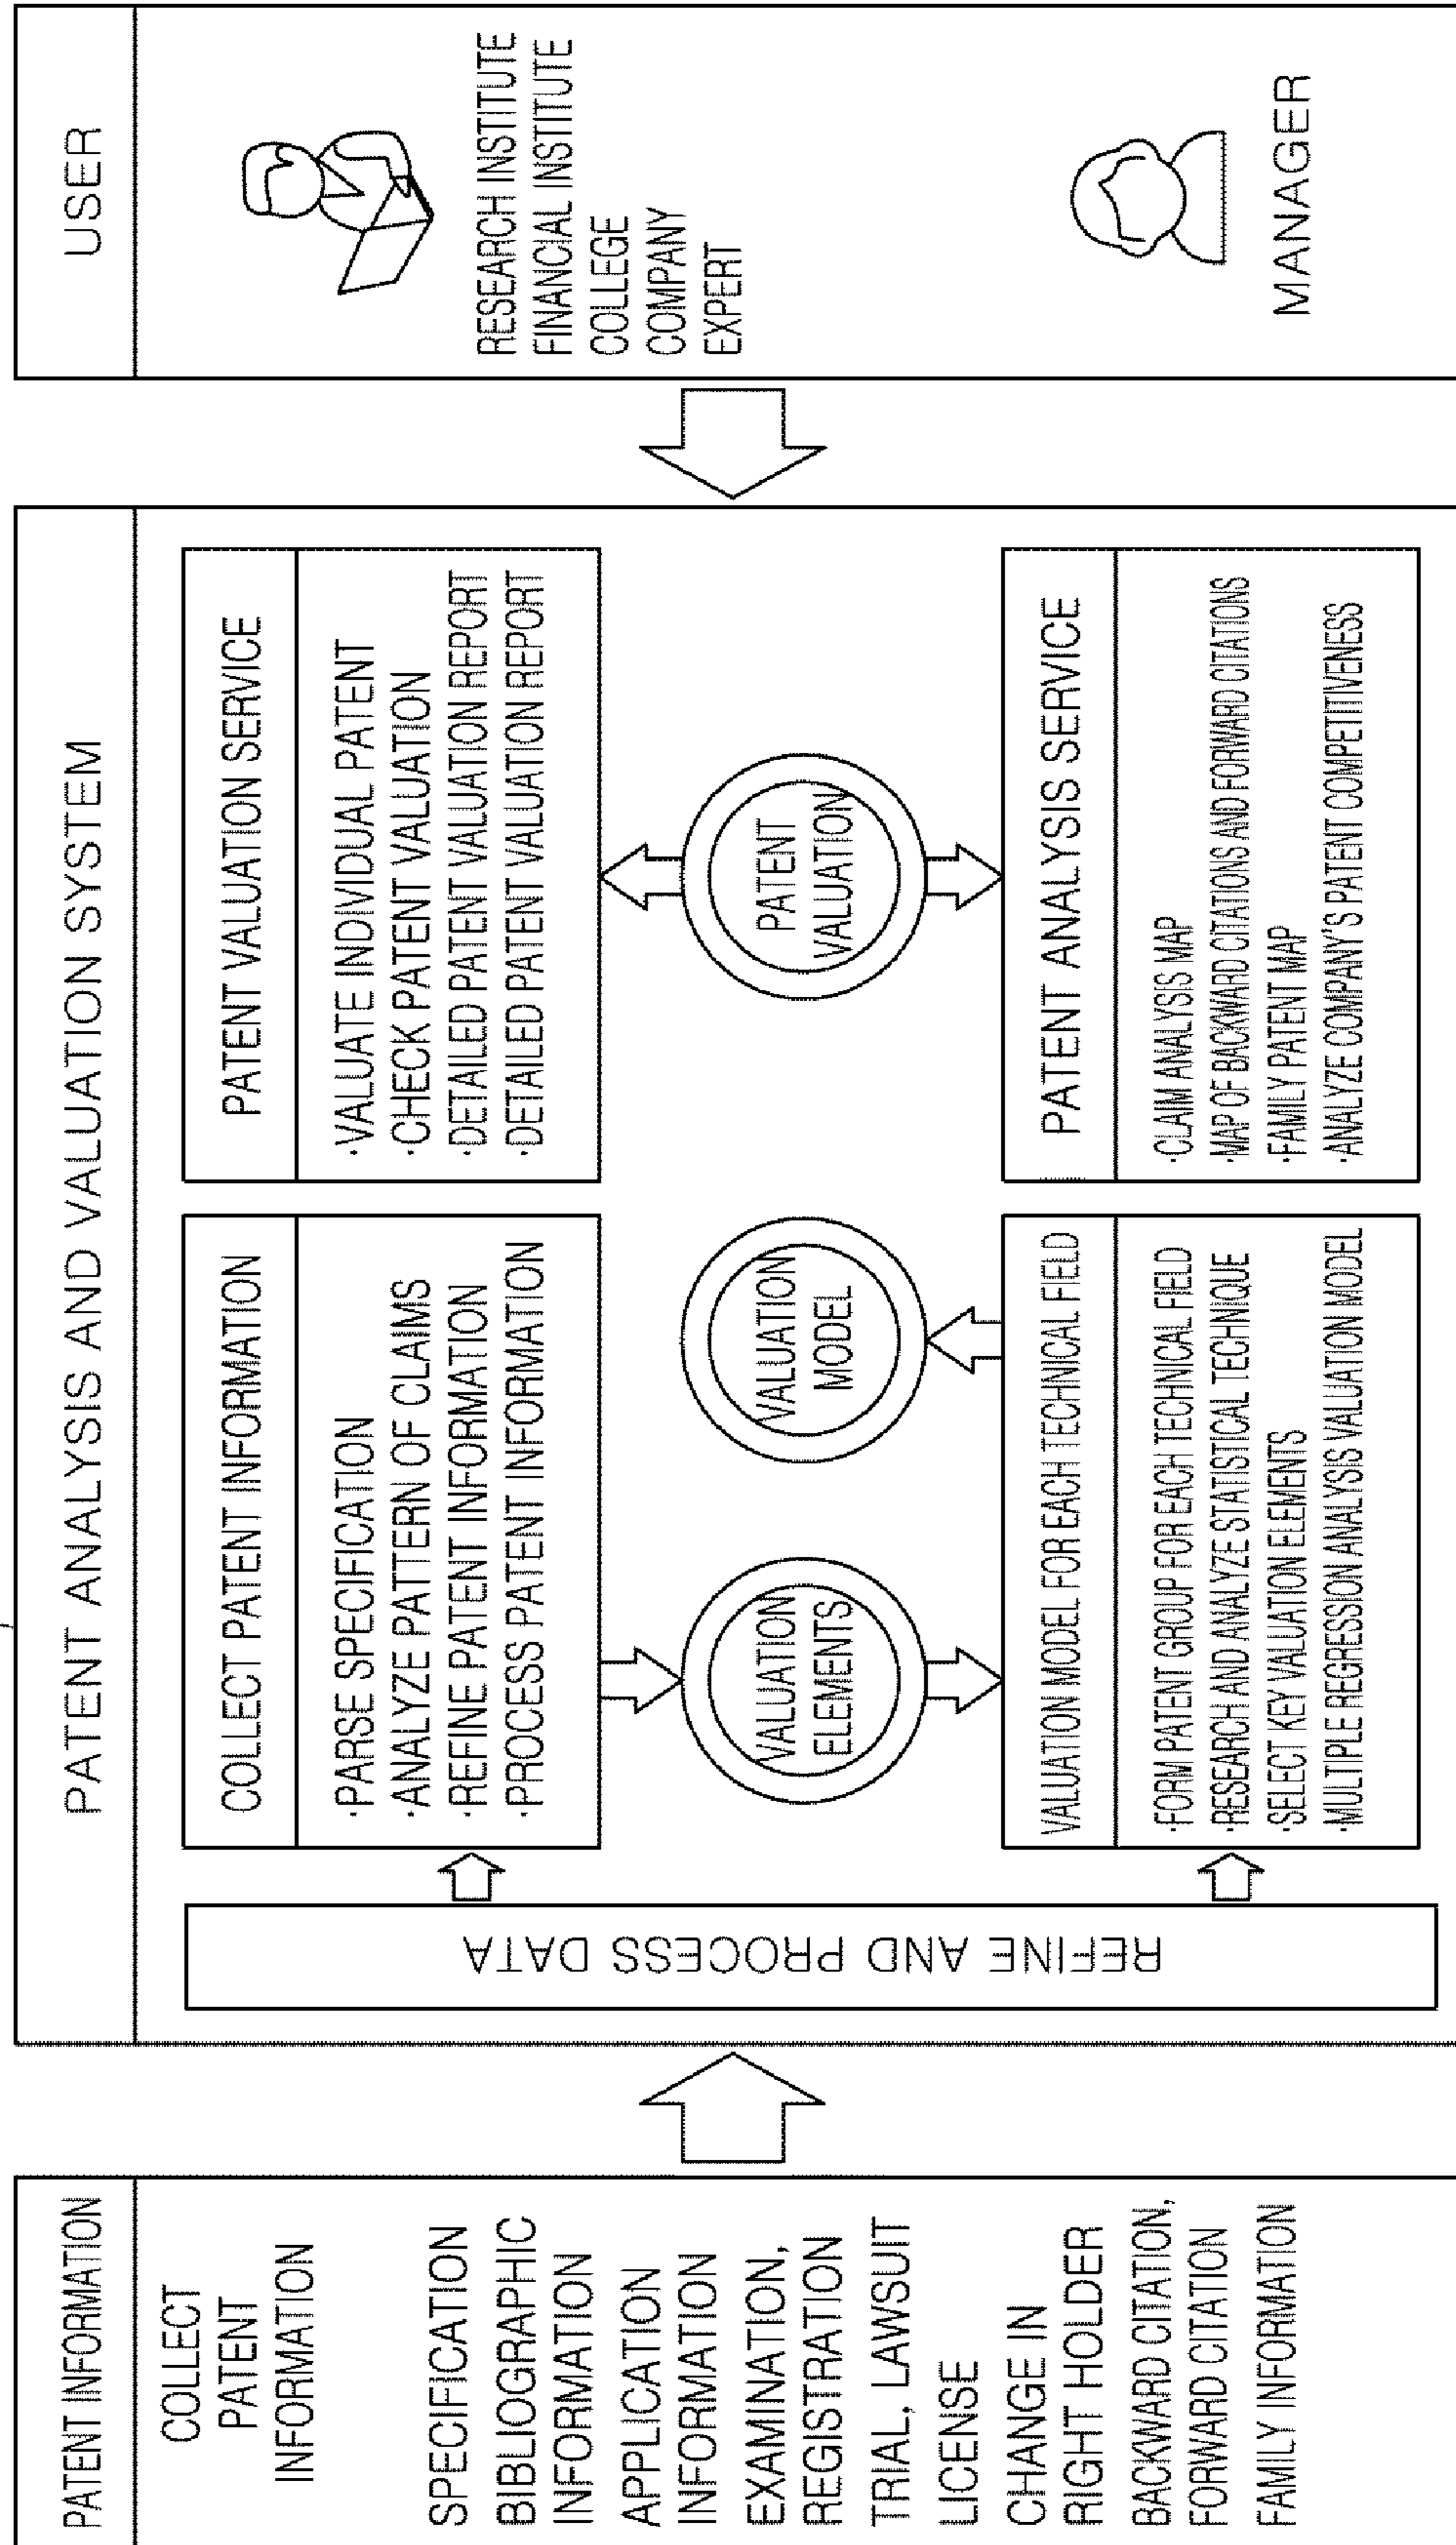 PATENT INFORMATION
COLLECT
PATENT
INFORMATION
SPECIFICATION
BIBLIOGRAPHIC
INFORMATION
APPLICATION
INFORMATION
EXAMINATION,
REGISTRATION
TRIAL, LAWSUIT
LICENSE
CHANGE IN
RIGHT HOLDER
BACKWARD CITATION,
FORWARD CITATION
FAMILY INFORMATION
PATENT ANALYSIS AND VALUATION SYSTEM
REFINE AND PROCESS DATA
COLLECT PATENT INFORMATION
·PARSE SPECIFICATION
·ANALYZE PATTERN OF CLAIMS
·REFINE PATENT INFORMATION
·PROCESS PATENT INFORMATION
VALUATION
ELEMENTS
VALUATION
MODEL
VALUATION MODEL FOR EACH TECHNICAL FIELD
·FORM PATENT GROUP FOR EACH TECHNICAL FIELD
·RESEARCH AND ANALYZE STATISTICAL TECHNIQUE
·SELECT KEY VALUATION ELEMENTS
·MULTIPLE REGRESSION ANALYSIS VALUATION MODEL
PATENT VALUATION SERVICE
·VALUATE INDIVIDUAL PATENT
·CHECK PATENT VALUATION
·DETAILED PATENT VALUATION REPORT
·DETAILED PATENT VALUATION REPORT
PATENT
VALUATION
PATENT ANALYSIS SERVICE
·CLAIM ANALYSIS MAP
·MAP OF BACKWARD CITATIONS AND FORWARD CITATIONS
·FAMILY PATENT MAP
·ANALYZE COMPANY'S PATENT COMPETITIVENESS
USER
RESEARCH INSTITUTE
FINANCIAL INSTITUTE
COLLEGE
COMPANY
EXPERT
MANAGER